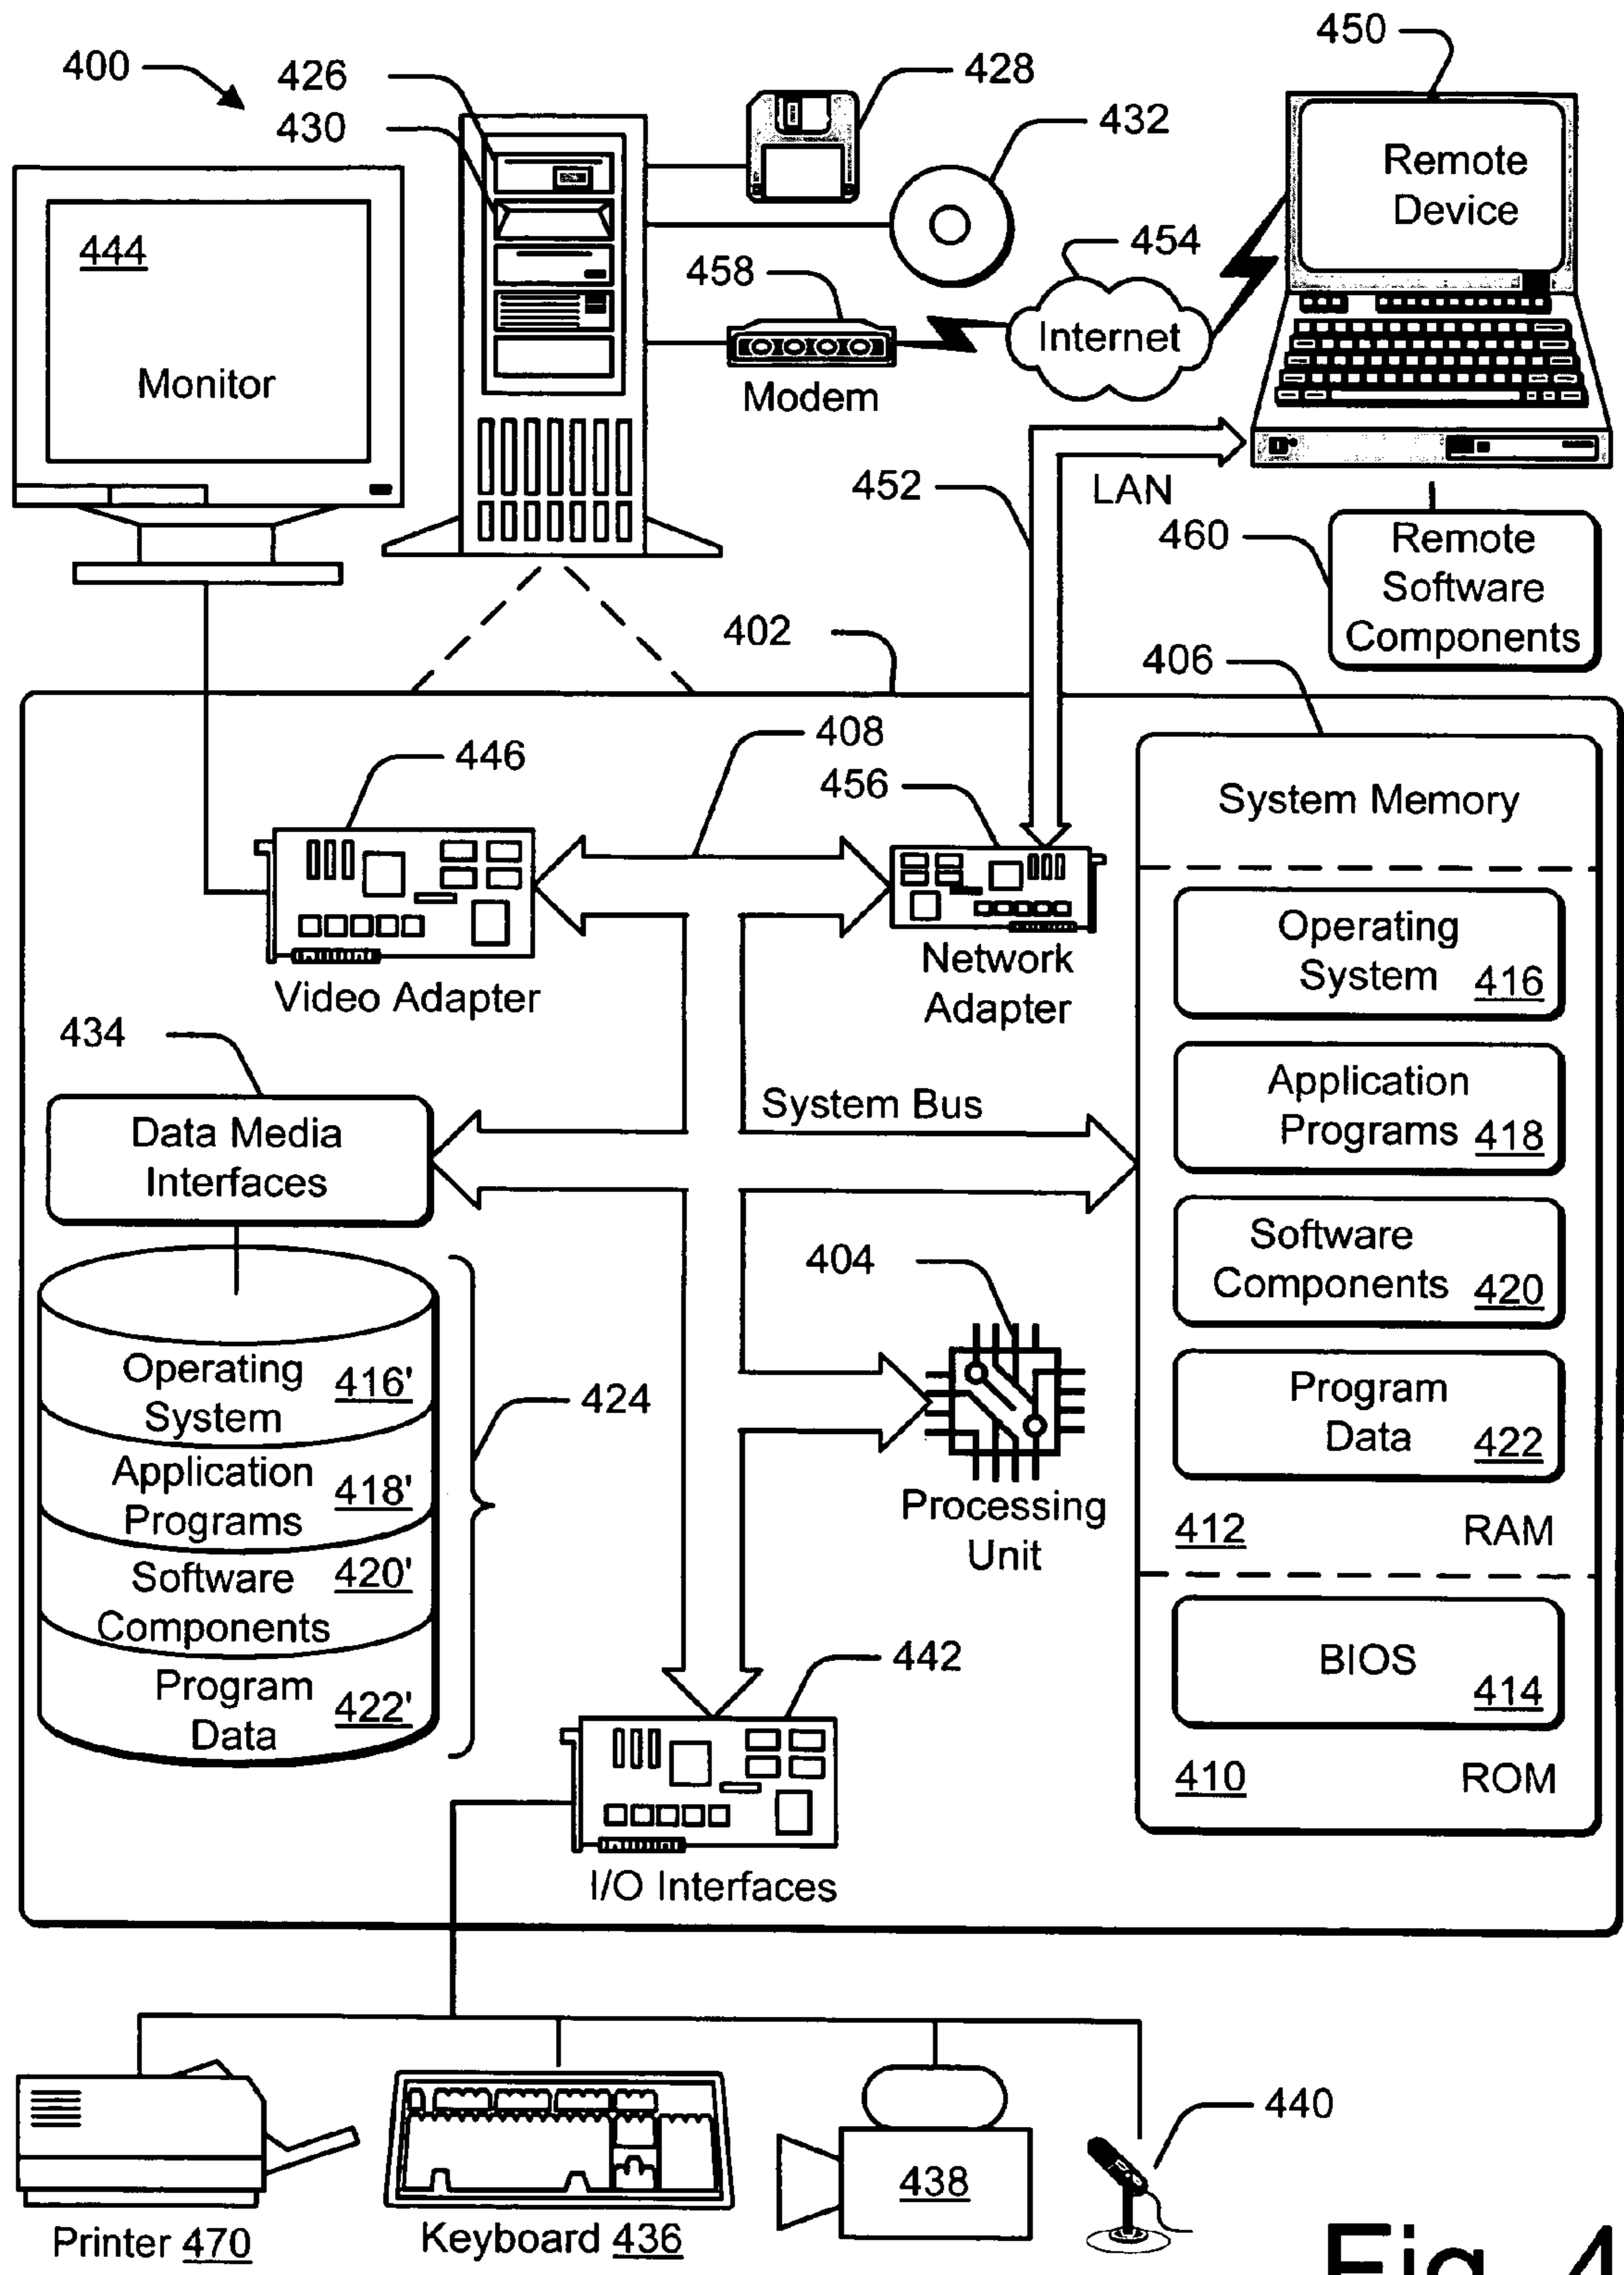 400
426
430
428
432
450
Remote
Device
444
Monitor
458
454
Internet
Modem
452
LAN
460
Remote
Software
Components
402
406
446
408
456
System Memory
Video Adapter
Network
Adapter
Operating
System 416
434
Data Media
Interfaces
System Bus
Application
Programs 418
Software
Components 420
404
Program
Data 422
Processing
Unit
412 RAM
BIOS
414
410 ROM
Operating
System 416'
Application
Programs 418'
Software
Components 420'
Program
Data 422'
424
442
I/O Interfaces
Printer 470
Keyboard 436
438
440
Fig. 4